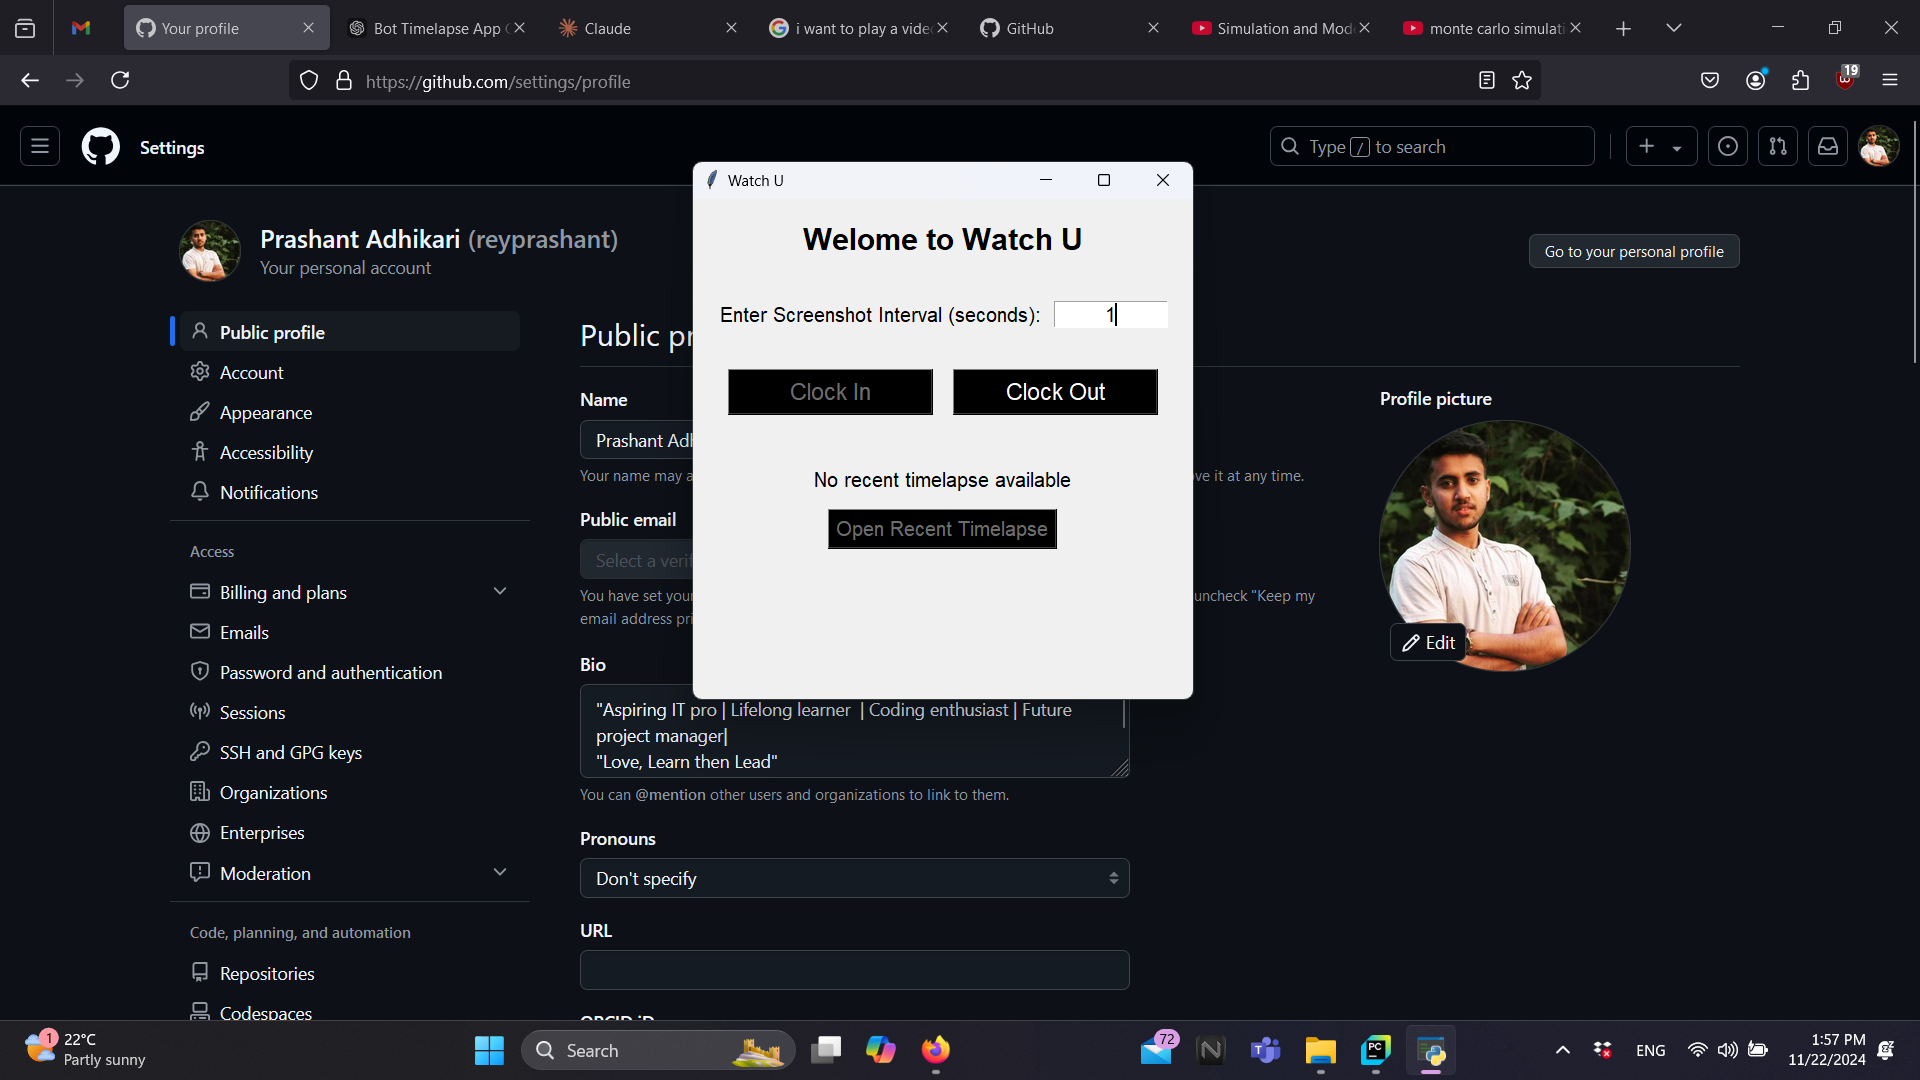 Your profile
Bot Timelapse App
Claude
i want to play a vide
GitHub
Simulation and Mod
monte carlo simulati
https://github.com/settings/profile
19
Settings
Type / to search
Prashant Adhikari (reyprashant)
Your personal account
Go to your personal profile
Public profile
Account
Appearance
Accessibility
Notifications
Access
Billing and plans
Emails
Password and authentication
Sessions
SSH and GPG keys
Organizations
Enterprises
Moderation
Code, planning, and automation
Repositories
Codespaces
Public pr
Name
Prashant Adh
Your name may a
ve it at any time.
Public email
Select a verif
You have set your
uncheck "Keep my
email address pri
Bio
"Aspiring IT pro | Lifelong learner | Coding enthusiast | Future
project manager|
"Love, Learn then Lead"
You can @mention other users and organizations to link to them.
Pronouns
Don't specify
URL
ORCID iD
Profile picture
Edit
Watch U
Welome to Watch U
Enter Screenshot Interval (seconds):
1
Clock In
Clock Out
No recent timelapse available
Open Recent Timelapse
1
22°C
Partly sunny
Search
72
PC
ENG
1:57 PM
11/22/2024